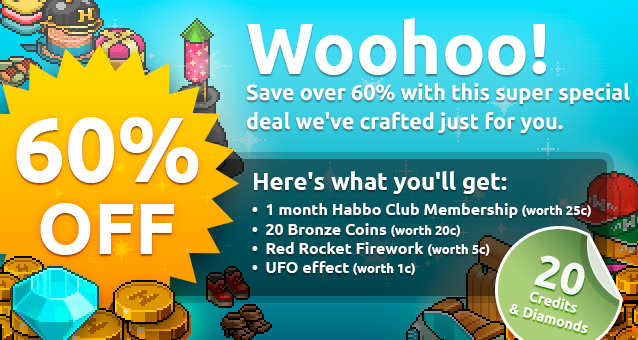 Woohoo!
Save over 60% with this super special
deal we've crafted just for you.
60%
OFF
Here's what you'll get:
• 1 month Habbo Club Membership (worth 25c)
• 20 Bronze Coins (worth 20c)
• Red Rocket Firework (worth 5c)
• UFO effect (worth 1c)
20
Credits
& Diamonds